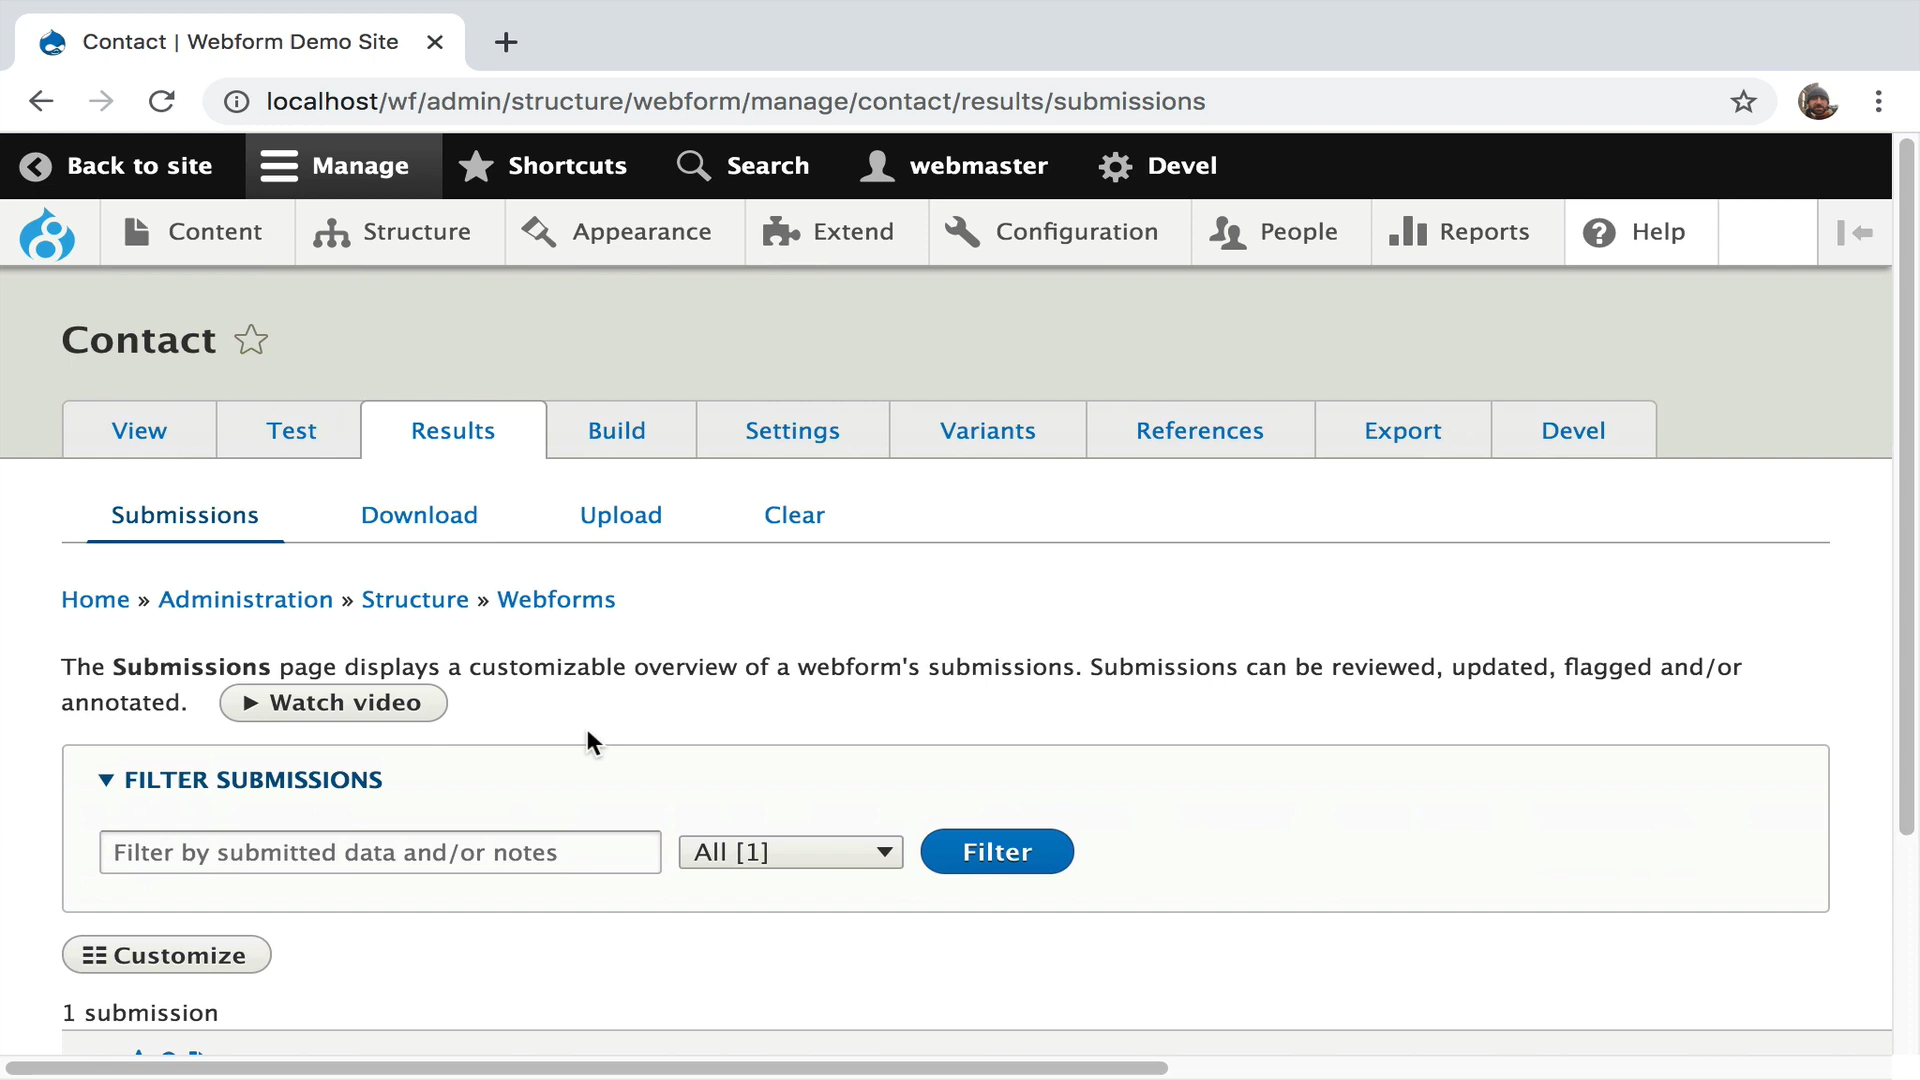 Contact | Webform Demo Site
localhost/wf/admin/structure/webform/manage/contact/results/submissions
Back to site Manage Shortcuts Search webmaster Devel
Content Structure Appearance Extend Configuration People Reports Help
Contact
View Test Results Build Settings Variants References Export Devel
Submissions Download Upload Clear
Home » Administration » Structure » Webforms
The Submissions page displays a customizable overview of a webform's submissions. Submissions can be reviewed, updated, flagged and/or
annotated. Watch video
FILTER SUBMISSIONS
Filter by submitted data and/or notes All [1] Filter
Customize
1 submission